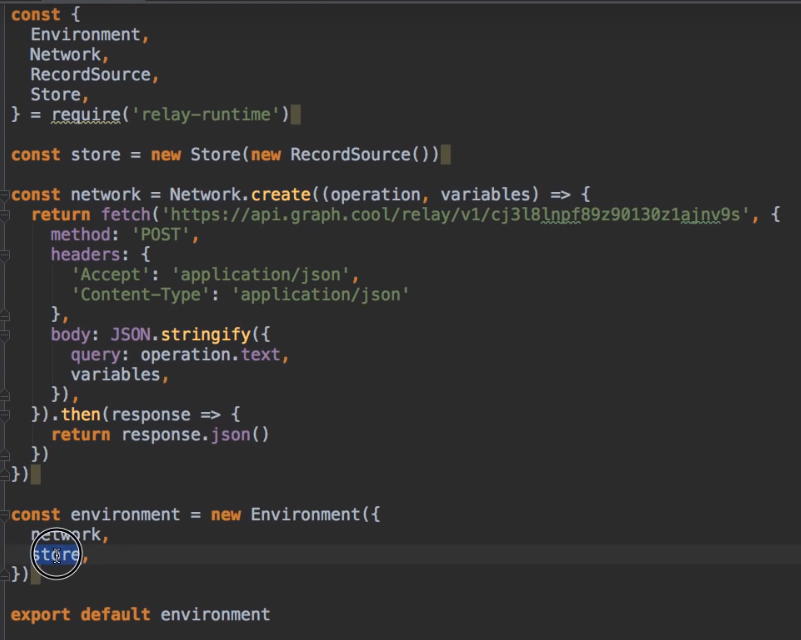 const {
  Environment,
  Network,
  RecordSource,
  Store,
} = require('relay-runtime')
const store = new Store(new RecordSource())
const network = Network.create((operation, variables) => {
  return fetch('https://api.graph.cool/relay/v1/cj3l8lnpf89z90130z1ajnv9s', {
    method: 'POST',
    headers: {
      'Accept': 'application/json',
      'Content-Type': 'application/json'
    },
    body: JSON.stringify({
      query: operation.text,
      variables,
    }),
  }).then(response => {
    return response.json()
  })
})
const environment = new Environment({
  network,
  store,
})
export default environment